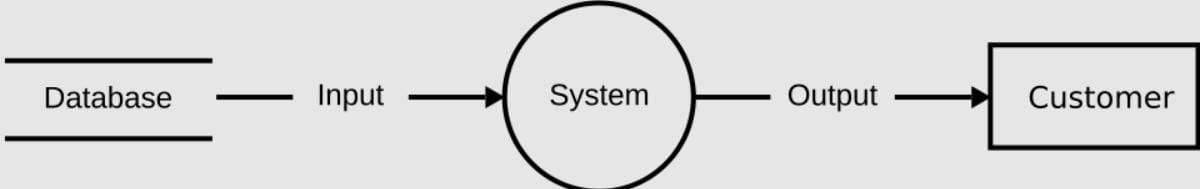 Database
Input
System
Output
Customer